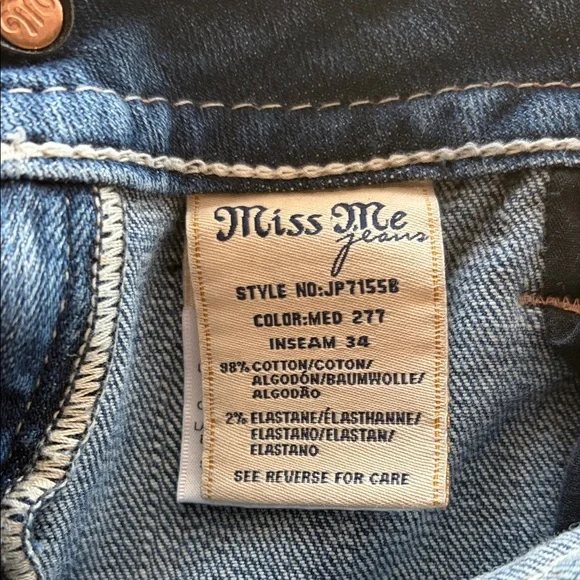 Miss Me
jeans
STYLE NO:JP7155B
COLOR:MED 277
INSEAM 34
98% COTTON/COTON/
ALGODÓN/BAUMWOLLE/
ALGODÃO
2% ELASTANE/ÉLASTHANNE/
ELASTANO/ELASTAN/
ELASTANO
SEE REVERSE FOR CARE